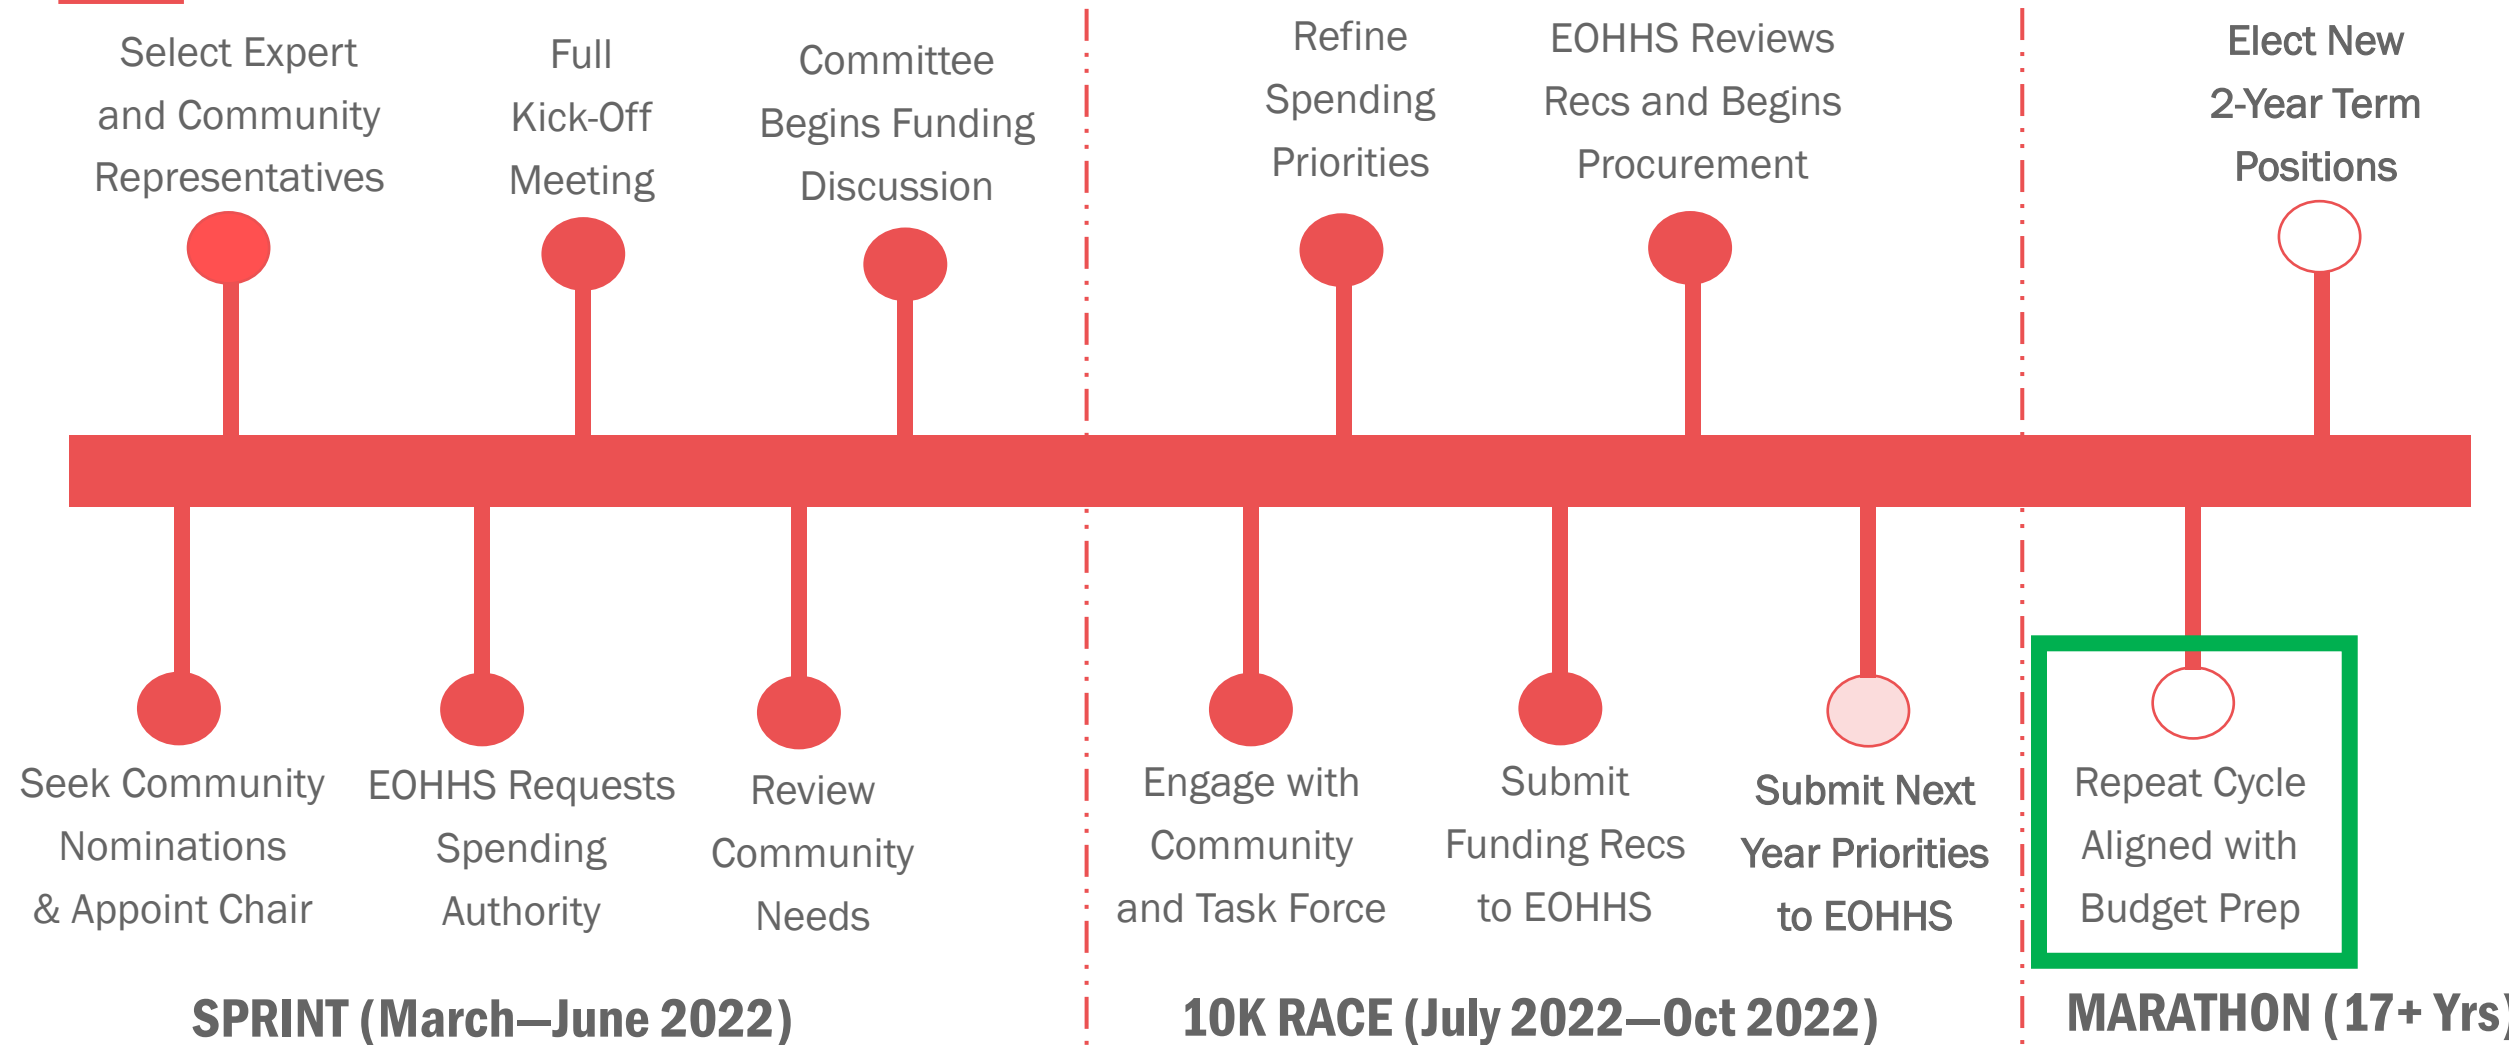 Select Expert
and Community
Representatives
Full
Kick-Off
Meeting
Committee
Begins Funding
Discussion
Refine
Spending
Priorities
EOHHS Reviews
Recs and Begins
Procurement
Elect New
2-Year Term
Positions
Seek Community
Nominations
& Appoint Chair
EOHHS Requests
Spending
Authority
Review
Community
Needs
Engage with
Community
and Task Force
Submit
Funding Recs
to EOHHS
Submit Next
Year Priorities
to EOHHS
Repeat Cycle
Aligned with
Budget Prep
SPRINT (March—June 2022)
10K RACE (July 2022—Oct 2022)
MARATHON (17+ Yrs)